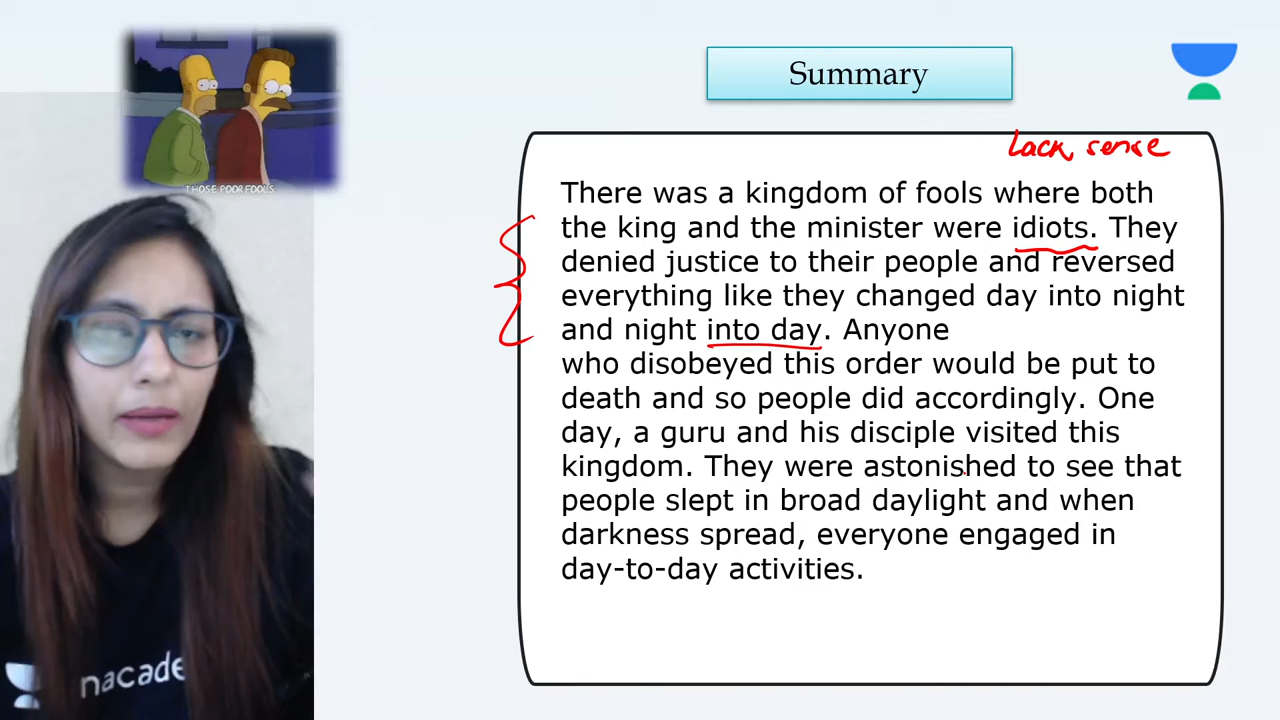 THOSE POOR FOOLS.
Summary
Lack sense
There was a kingdom of fools where both
the king and the minister were idiots. They
denied justice to their people and reversed
everything like they changed day into night
and night into day. Anyone
who disobeyed this order would be put to
death and so people did accordingly. One
day, a guru and his disciple visited this
kingdom. They were astonished to see that
people slept in broad daylight and when
darkness spread, everyone engaged in
day-to-day activities.
nacade